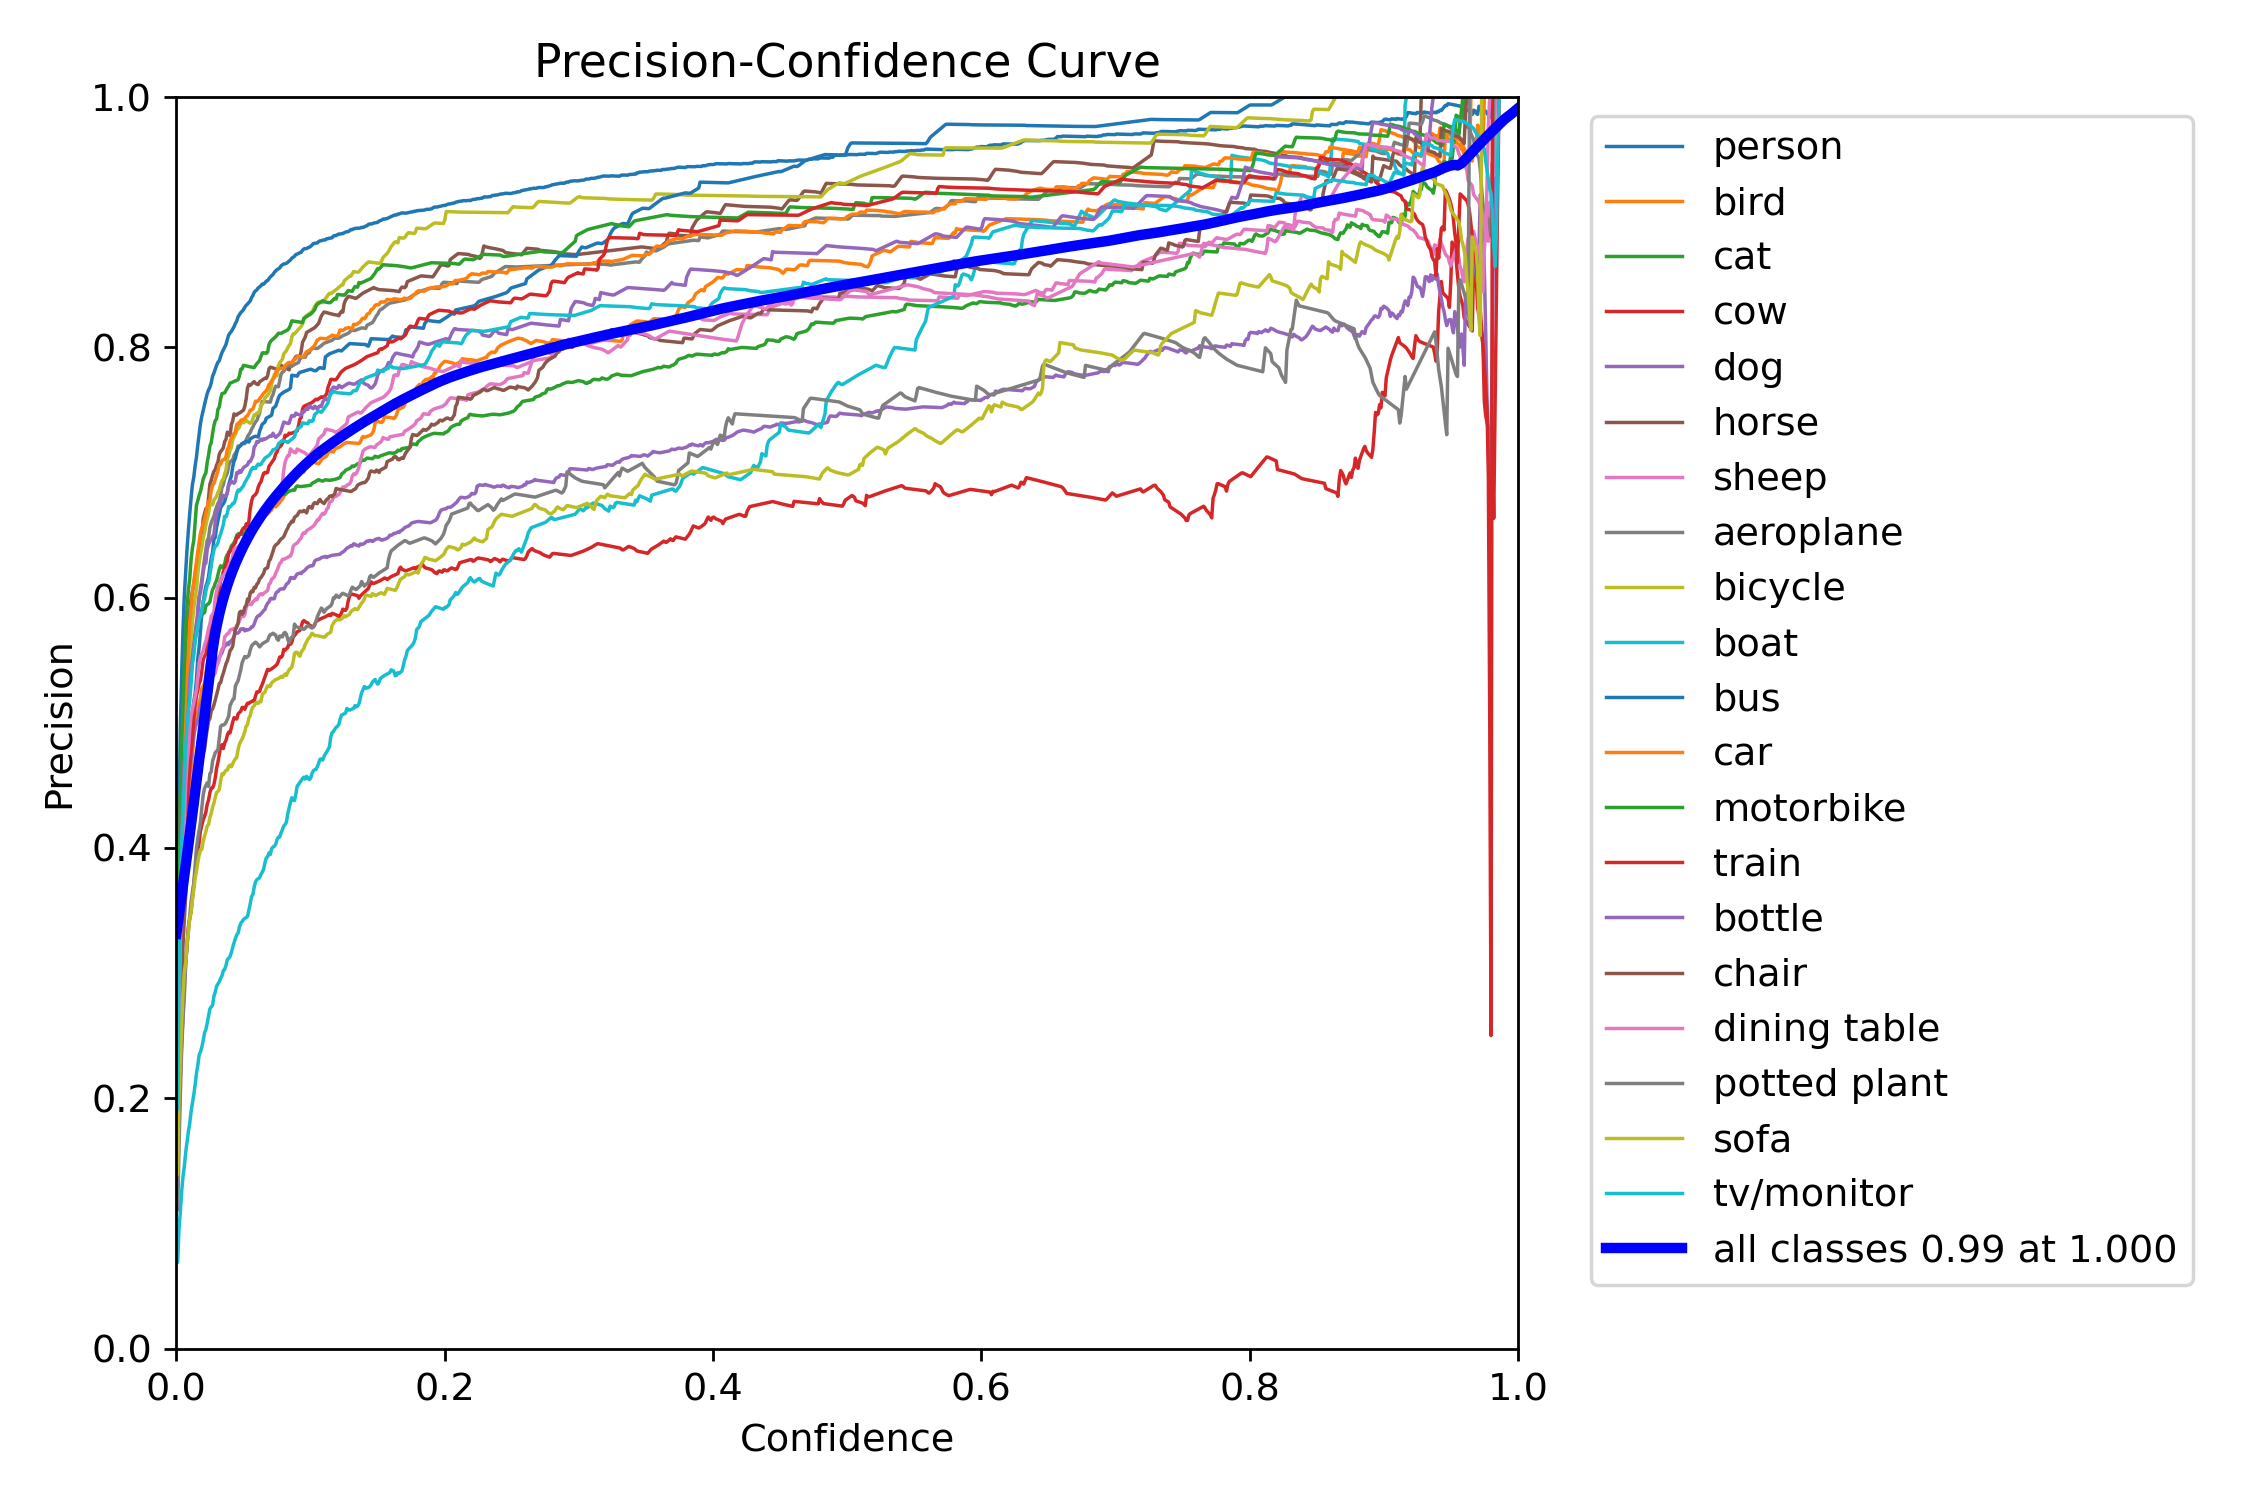 Precision-Confidence Curve
1.0
0.8
0.6
0.4
0.2
0.0
Precision
0.0 0.2 0.4 0.6 0.8 1.0
Confidence
person
bird
cat
cow
dog
horse
sheep
aeroplane
bicycle
boat
bus
car
motorbike
train
bottle
chair
dining table
potted plant
sofa
tv/monitor
all classes 0.99 at 1.000